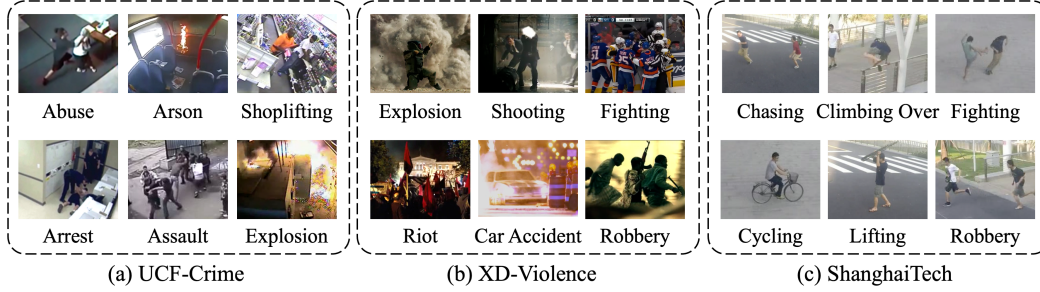 Abuse Arson Shoplifting
Arrest Assault Explosion
(a) UCF-Crime
Explosion Shooting Fighting
Riot Car Accident Robbery
(b) XD-Violence
Chasing Climbing Over Fighting
Cycling Lifting Robbery
(c) ShanghaiTech